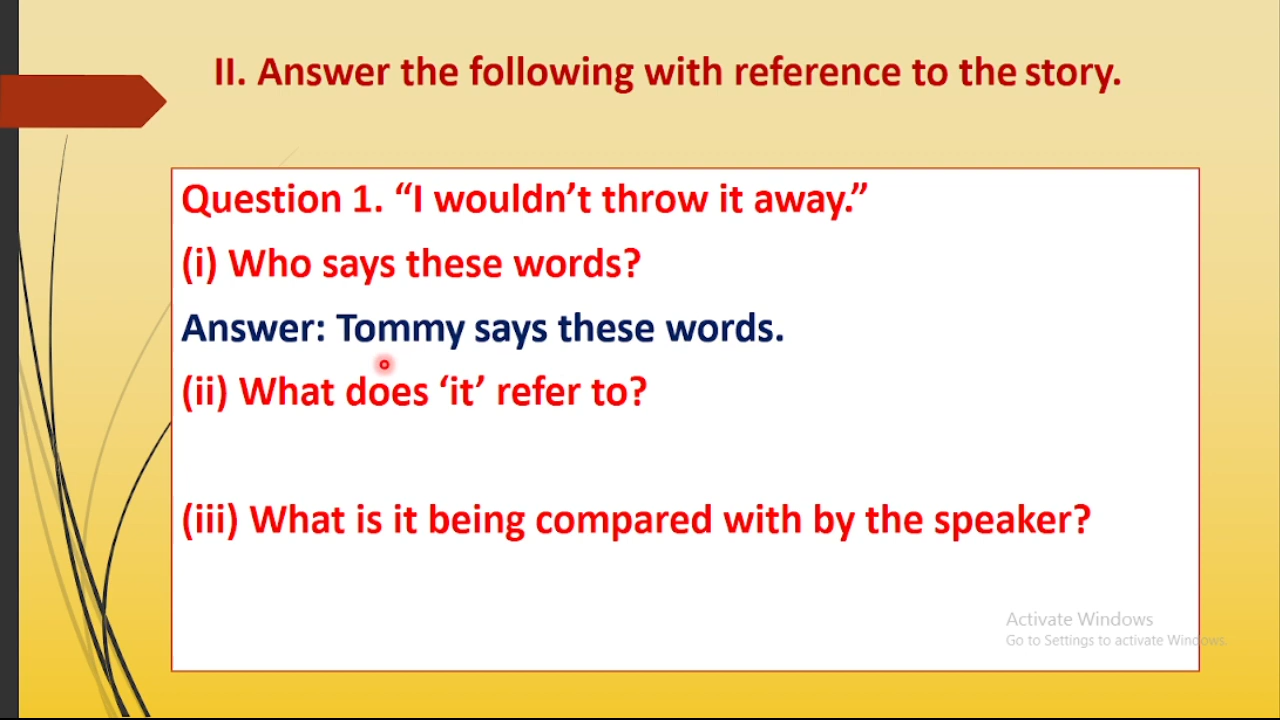 II. Answer the following with reference to the story.
Question 1. “I wouldn’t throw it away.”
(i) Who says these words?
Answer: Tommy says these words.
(ii) What does ‘it’ refer to?
(iii) What is it being compared with by the speaker?
Activate Windows
Go to Settings to activate Windows.